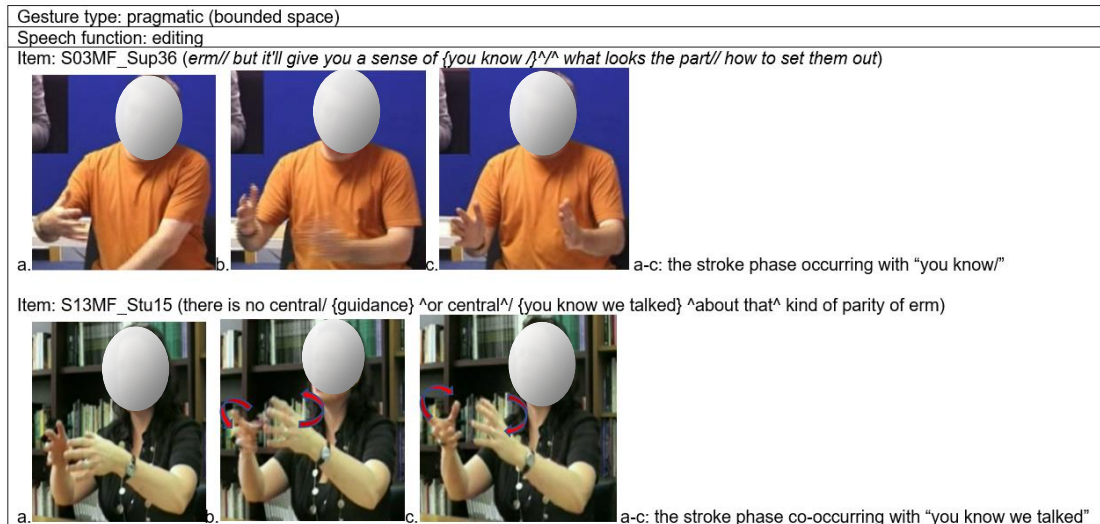 Gesture type: pragmatic (bounded space)
Speech function: editing
Item: S03MF_Sup36 (erm// but it'll give you a sense of {you know /}^/^ what looks the part// how to set them out)
a. b. c. a-c: the stroke phase occurring with “you know/”
Item: S13MF_Stu15 (there is no central/ {guidance} ^or central^/ {you know we talked} ^about that^ kind of parity of erm)
a. b. c. a-c: the stroke phase co-occurring with “you know we talked”